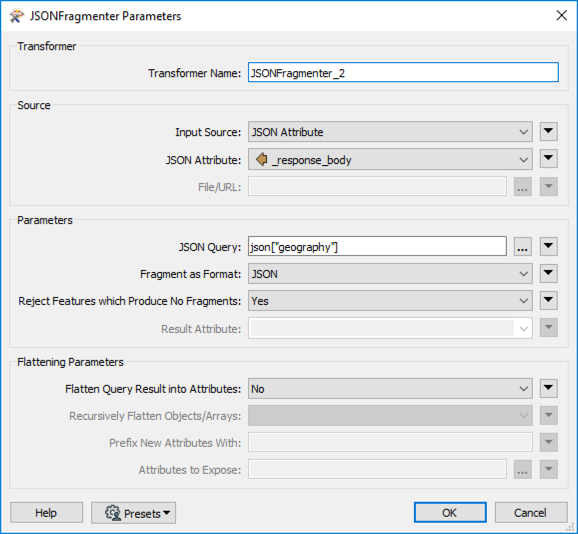 JSONFragmenter Parameters
Transformer
Transformer Name: JSONFragmenter_2
Source
Input Source: JSON Attribute
JSON Attribute: _response_body
File/URL: ...
Parameters
JSON Query: json["geography"] ...
Fragment as Format: JSON
Reject Features which Produce No Fragments: Yes
Result Attribute:
Flattening Parameters
Flatten Query Result into Attributes: No
Recursively Flatten Objects/Arrays:
Prefix New Attributes With:
Attributes to Expose: ...
Help Presets OK Cancel